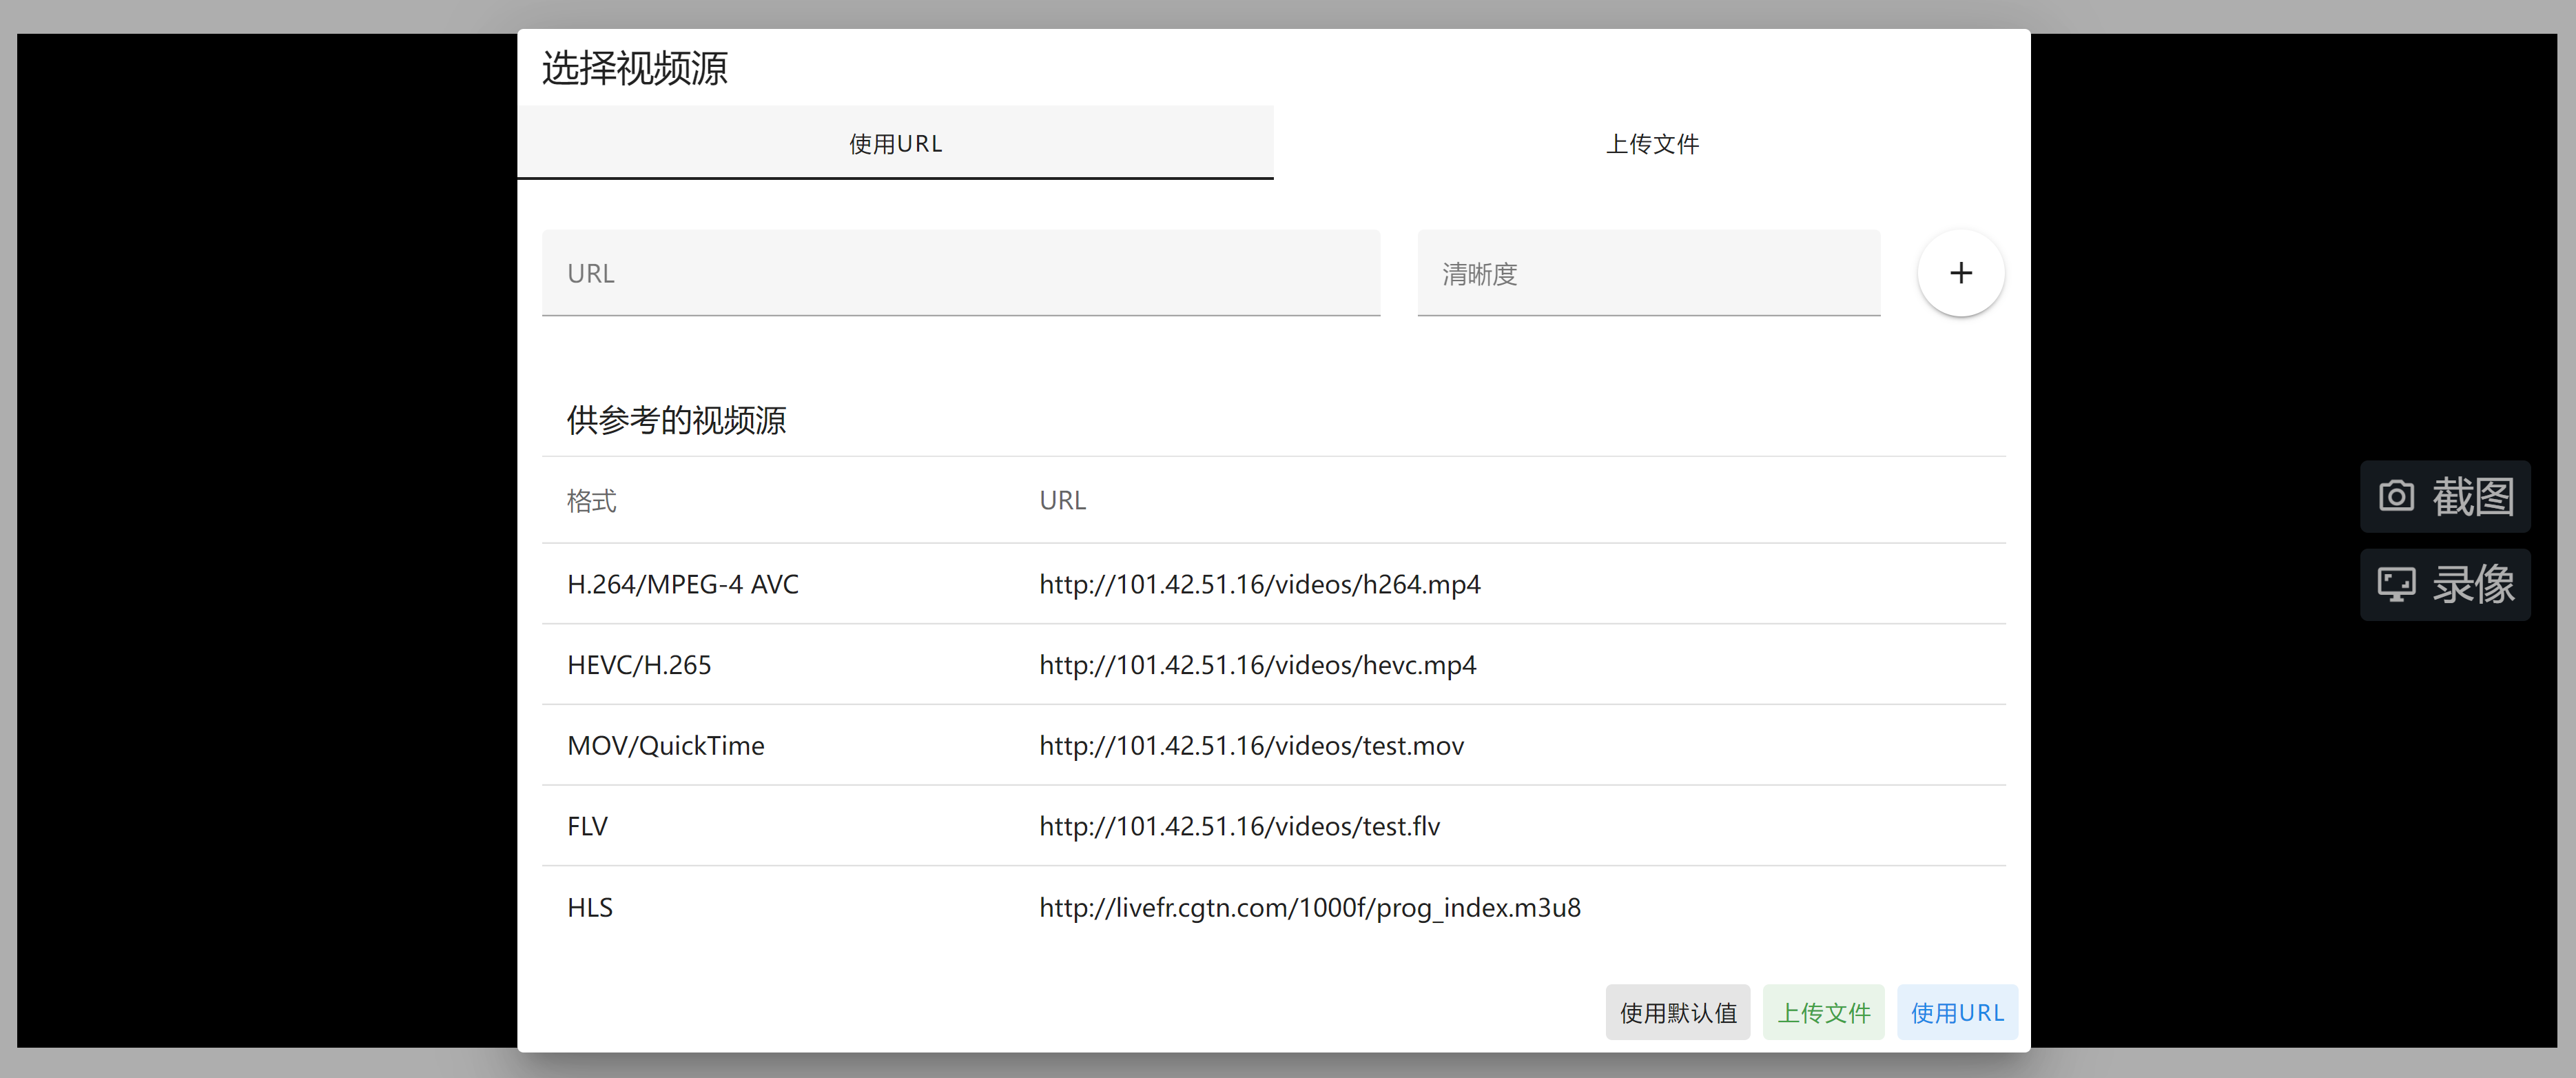 选择视频源
使用URL 上传文件
URL 清晰度
供参考的视频源
格式 URL
H.264/MPEG-4 AVC http://101.42.51.16/videos/h264.mp4
HEVC/H.265 http://101.42.51.16/videos/hevc.mp4
MOV/QuickTime http://101.42.51.16/videos/test.mov
FLV http://101.42.51.16/videos/test.flv
HLS http://livefr.cgtn.com/1000f/prog_index.m3u8
使用默认值 上传文件 使用URL
截图
录像